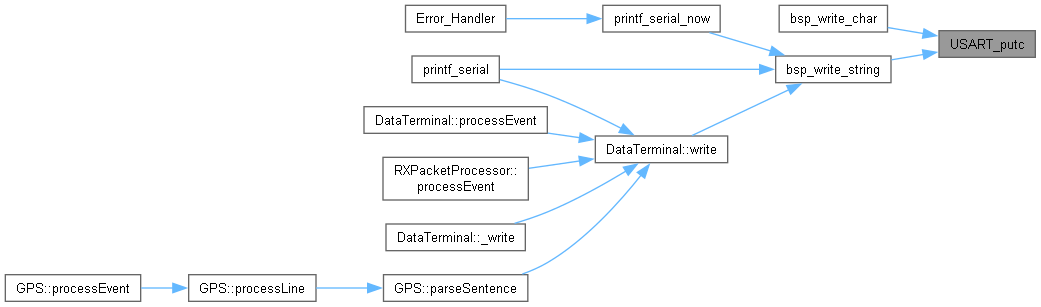 Error_Handler
printf_serial_now
bsp_write_char
USART_putc
printf_serial
bsp_write_string
DataTerminal::processEvent
DataTerminal::write
RXPacketProcessor::
processEvent
DataTerminal::_write
GPS::processEvent
GPS::processLine
GPS::parseSentence